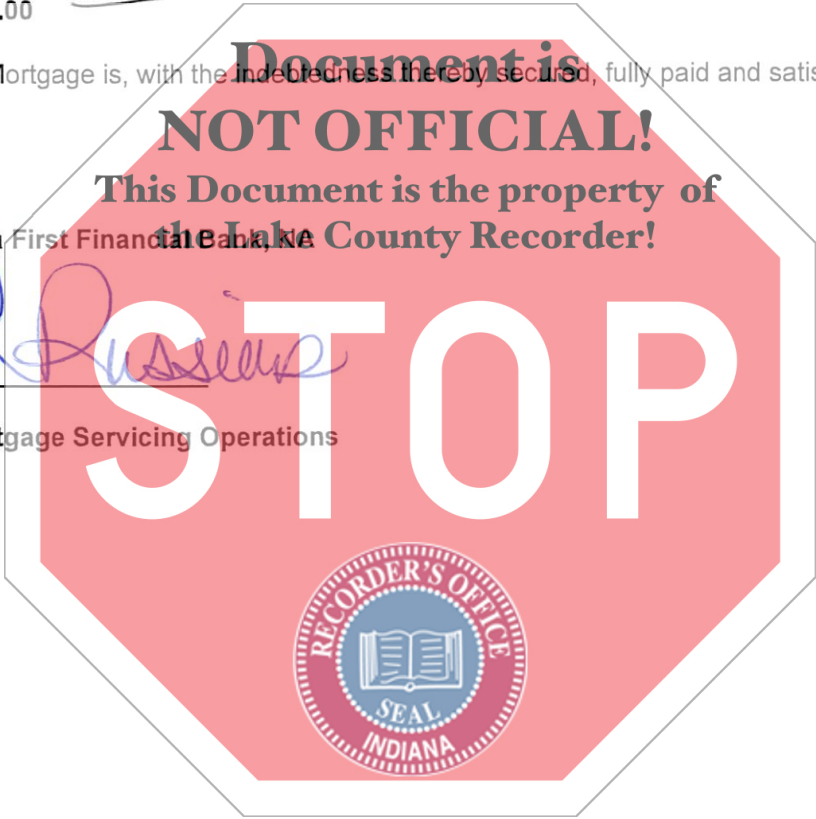 .00
Document is
ortgage is, with the indebtedness thereby secured, fully paid and satis
NOT OFFICIAL!
This Document is the property of
the Lake County Recorder!
First Financial Bank, NA
STOP
tgage Servicing Operations
RECORDER'S OFFICE
SEAL
INDIANA